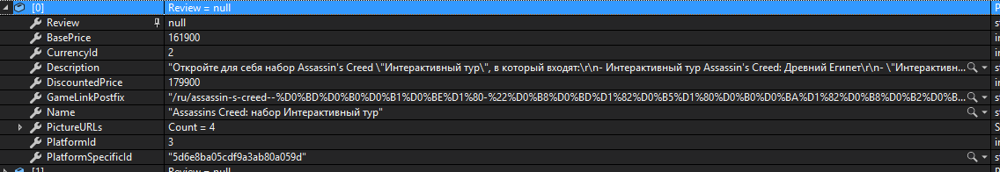 [0] Review = null
Review null
BasePrice 161900 in
CurrencyId 2 in
Description "Откройте для себя набор Assassin's Creed \"Интерактивный тур\", в который входят:\r\n- Интерактивный тур Assassin's Creed: Древний Египет\r\n- \"Интерактивн...
DiscountedPrice 179900 in
GameLinkPostfix "/ru/assassin-s-creed--%D0%BD%D0%B0%D0%B1%D0%BE%D1%80-%22%D0%B8%D0%BD%D1%82%D0%B5%D1%80%D0%B0%D0%BA%D1%82%D0%B8%D0%B2%D0%B...
Name "Assassins Creed: набор Интерактивный тур"
PictureURLs Count = 4 S
PlatformId 3 in
PlatformSpecificId "5d6e8ba05cdf9a3ab80a059d"
[1] Review = null